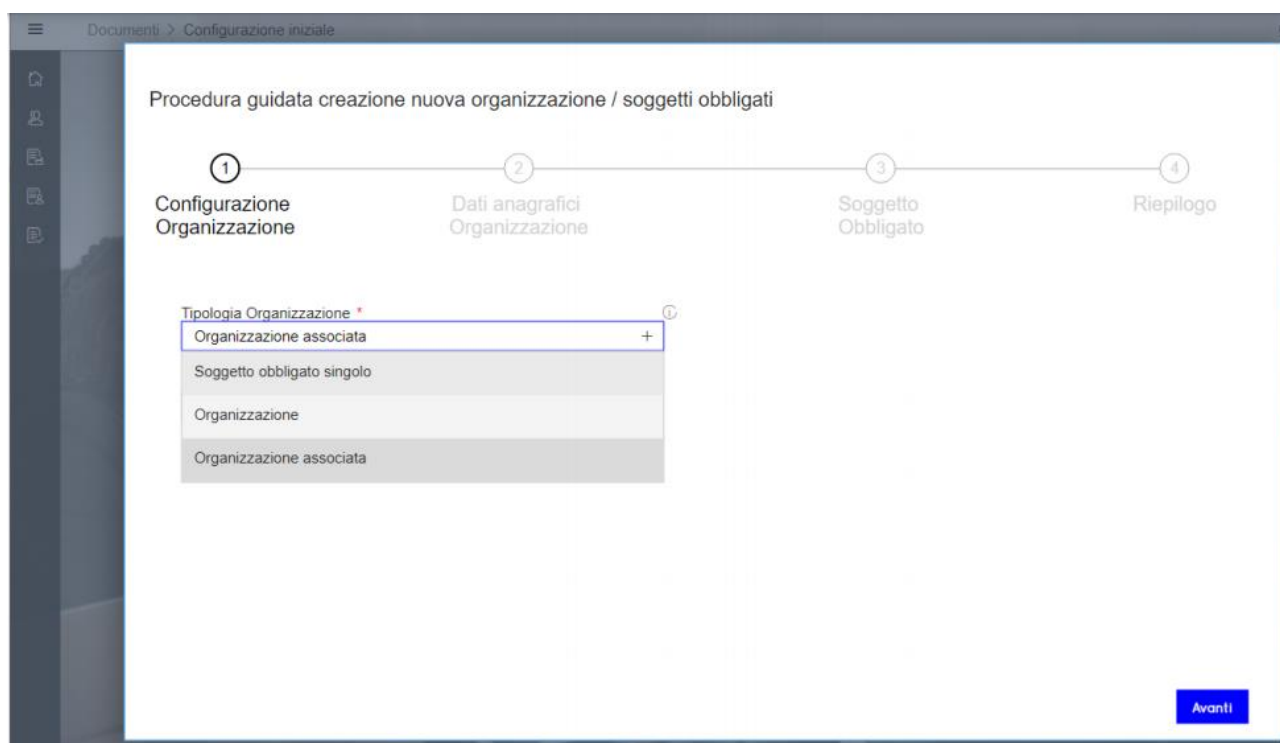 Documenti > Configurazione iniziale
Procedura guidata creazione nuova organizzazione / soggetti obbligati
1
2
3
4
Configurazione
Organizzazione
Dati anagrafici
Organizzazione
Soggetto
Obbligato
Riepilogo
Tipologia Organizzazione *
Organizzazione associata +
Soggetto obbligato singolo
Organizzazione
Organizzazione associata
Avanti